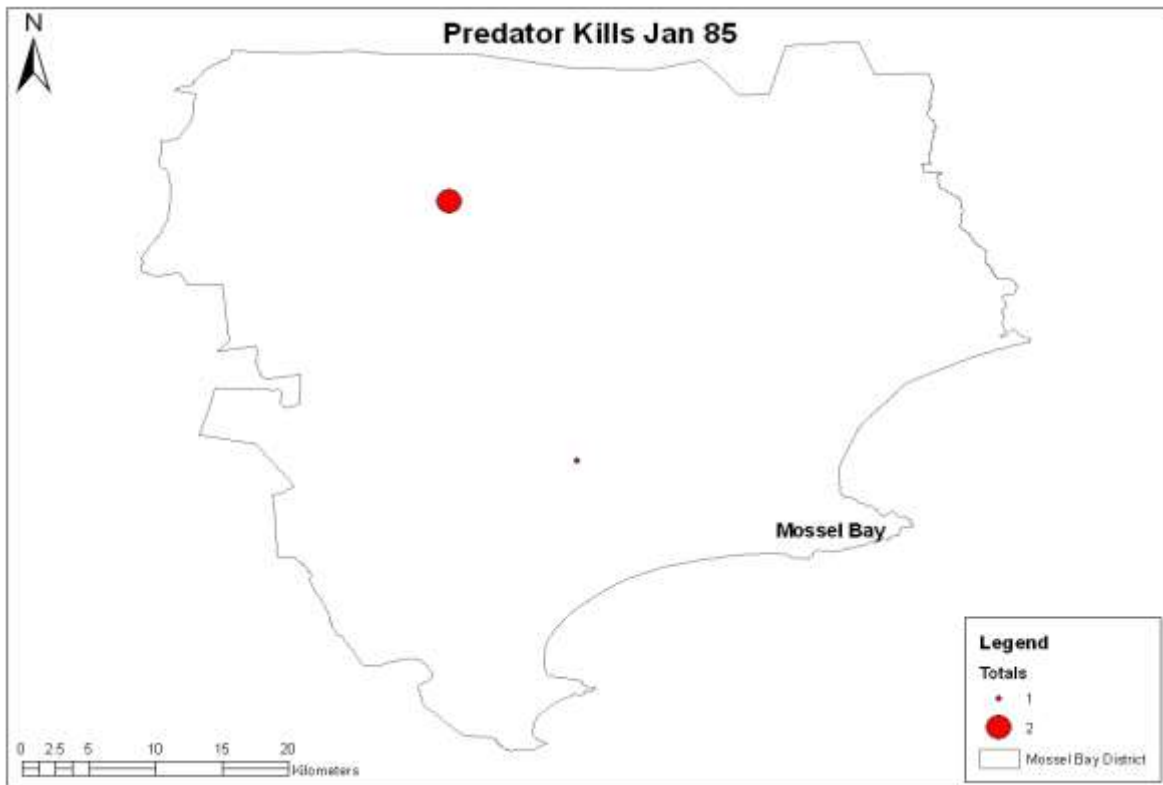 N
Predator Kills Jan 85
Mossel Bay
Legend
Totals
1
2
Mossel Bay District
0 2.5 5 10 15 20
Kilometers